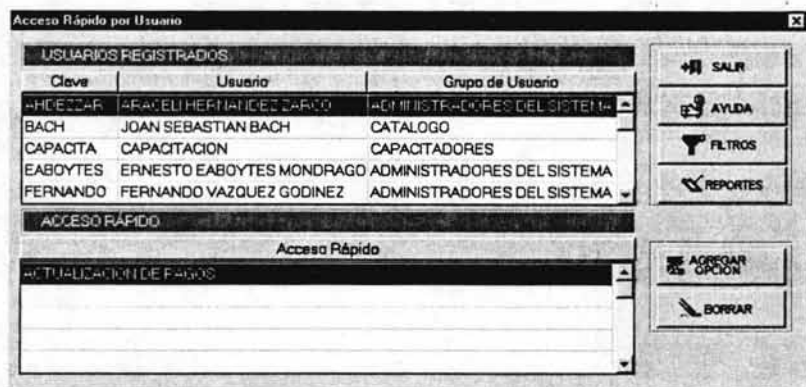 Acceso Rápido por Usuario
USUARIOS REGISTRADOS
Clave Usuario Grupo de Usuario
AHDEZZAR ARACELI HERNANDEZ ZARCO ADMINISTRADORES DEL SISTEMA
BACH JOAN SEBASTIAN BACH CATALOGO
CAPACITA CAPACITACION CAPACITADORES
EABOYTES ERNESTO EABOYTES MONDRAGO ADMINISTRADORES DEL SISTEMA
FERNANDO FERNANDO VAZQUEZ GODINEZ ADMINISTRADORES DEL SISTEMA
ACCESO RÁPIDO
Acceso Rápido
ACTUALIZACION DE PAGOS
SALIR
AYUDA
FILTROS
REPORTES
AGREGAR
OPCION
BORRAR